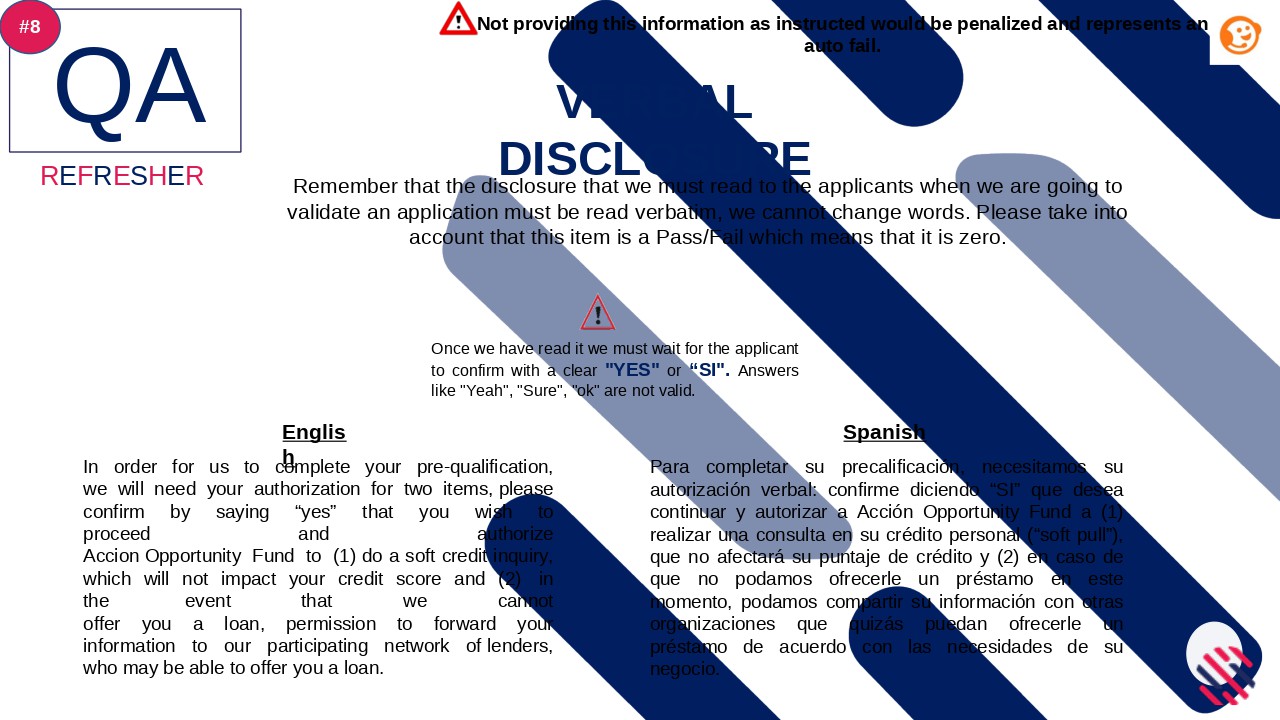 #8
QA
REFRESHER
Not providing this information as instructed would be penalized and represents an
auto fail.
VERBAL
DISCLOSURE
Remember that the disclosure that we must read to the applicants when we are going to
validate an application must be read verbatim, we cannot change words. Please take into
account that this item is a Pass/Fail which means that it is zero.
Once we have read it we must wait for the applicant
to confirm with a clear "YES" or “SI". Answers
like "Yeah", "Sure", "ok" are not valid.
Englis
h
In order for us to complete your pre-qualification,
we will need your authorization for two items, please
confirm by saying “yes” that you wish to
proceed and authorize
Accion Opportunity Fund to (1) do a soft credit inquiry,
which will not impact your credit score and (2) in
the event that we cannot
offer you a loan, permission to forward your
information to our participating network of lenders,
who may be able to offer you a loan.
Spanish
Para completar su precalificación, necesitamos su
autorización verbal: confirme diciendo “SI” que desea
continuar y autorizar a Acción Opportunity Fund a (1)
realizar una consulta en su crédito personal (“soft pull”),
que no afectará su puntaje de crédito y (2) en caso de
que no podamos ofrecerle un préstamo en este
momento, podamos compartir su información con otras
organizaciones que quizás puedan ofrecerle un
préstamo de acuerdo con las necesidades de su
negocio.